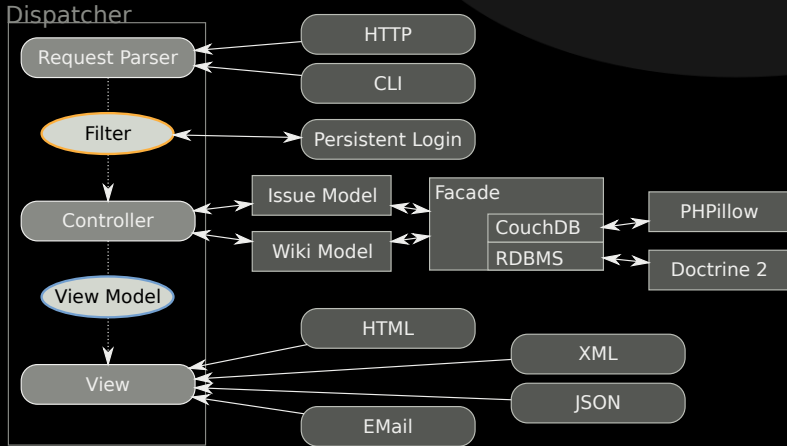 Dispatcher
Request Parser
HTTP
CLI
Filter
Persistent Login
Controller
Issue Model
Wiki Model
Facade
CouchDB
RDBMS
PHPillow
Doctrine 2
View Model
View
HTML
XML
JSON
EMail